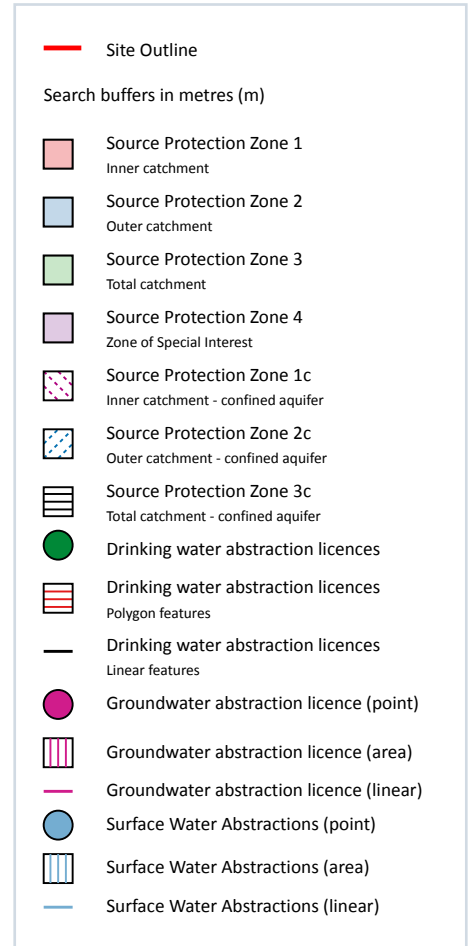 Site Outline
Search buffers in metres (m)
Source Protection Zone 1
Inner catchment
Source Protection Zone 2
Outer catchment
Source Protection Zone 3
Total catchment
Source Protection Zone 4
Zone of Special Interest
Source Protection Zone 1c
Inner catchment - confined aquifer
Source Protection Zone 2c
Outer catchment - confined aquifer
Source Protection Zone 3c
Total catchment - confined aquifer
Drinking water abstraction licences
Drinking water abstraction licences
Polygon features
Drinking water abstraction licences
Linear features
Groundwater abstraction licence (point)
Groundwater abstraction licence (area)
Groundwater abstraction licence (linear)
Surface Water Abstractions (point)
Surface Water Abstractions (area)
Surface Water Abstractions (linear)